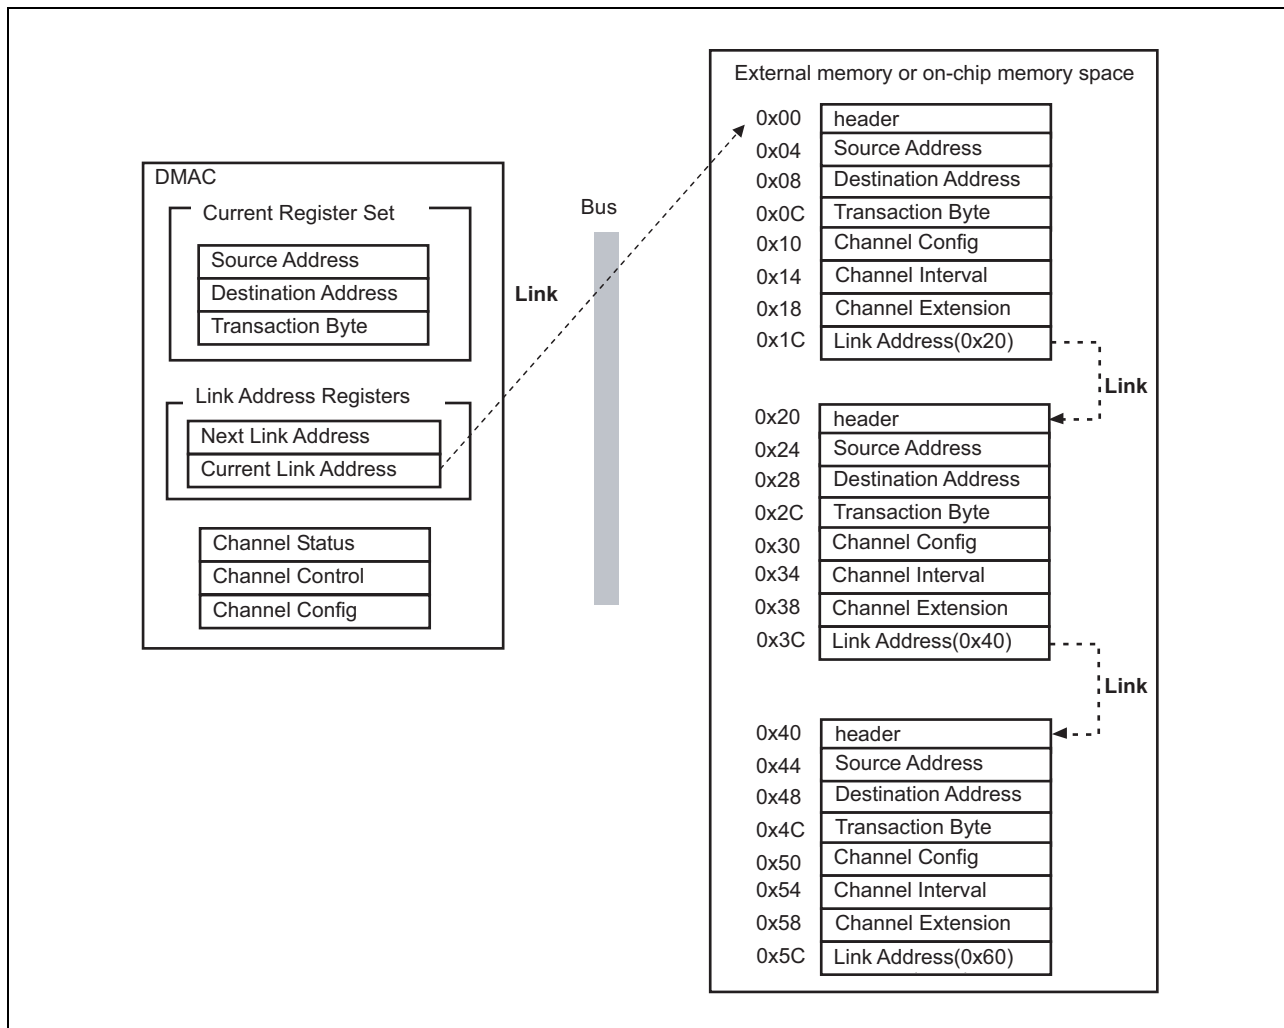 DMAC
Current Register Set
Source Address
Destination Address
Transaction Byte
Link Address Registers
Next Link Address
Current Link Address
Channel Status
Channel Control
Channel Config
Link
Bus
External memory or on-chip memory space
0x00 header
0x04 Source Address
0x08 Destination Address
0x0C Transaction Byte
0x10 Channel Config
0x14 Channel Interval
0x18 Channel Extension
0x1C Link Address(0x20)
Link
0x20 header
0x24 Source Address
0x28 Destination Address
0x2C Transaction Byte
0x30 Channel Config
0x34 Channel Interval
0x38 Channel Extension
0x3C Link Address(0x40)
Link
0x40 header
0x44 Source Address
0x48 Destination Address
0x4C Transaction Byte
0x50 Channel Config
0x54 Channel Interval
0x58 Channel Extension
0x5C Link Address(0x60)